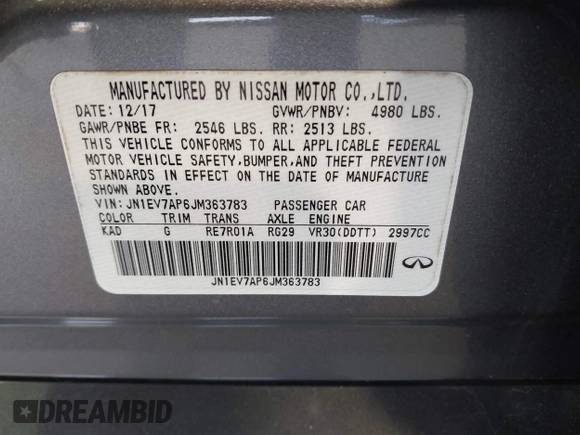 MANUFACTURED BY NISSAN MOTOR CO.,LTD.
DATE: 12/17 GVWR/PNBV: 4980 LBS.
GAWR/PNBE FR: 2546 LBS. RR: 2513 LBS.
THIS VEHICLE CONFORMS TO ALL APPLICABLE FEDERAL
MOTOR VEHICLE SAFETY,BUMPER,AND THEFT PREVENTION
STANDARDS IN EFFECT ON THE DATE OF MANUFACTURE
SHOWN ABOVE.
VIN: JN1EV7AP6JM363783 PASSENGER CAR
COLOR TRIM TRANS AXLE ENGINE
KAD G RE7R01A RG29 VR30(DDTT) 2997CC
JN1EV7AP6JM363783
INFINITI
DREAMBID